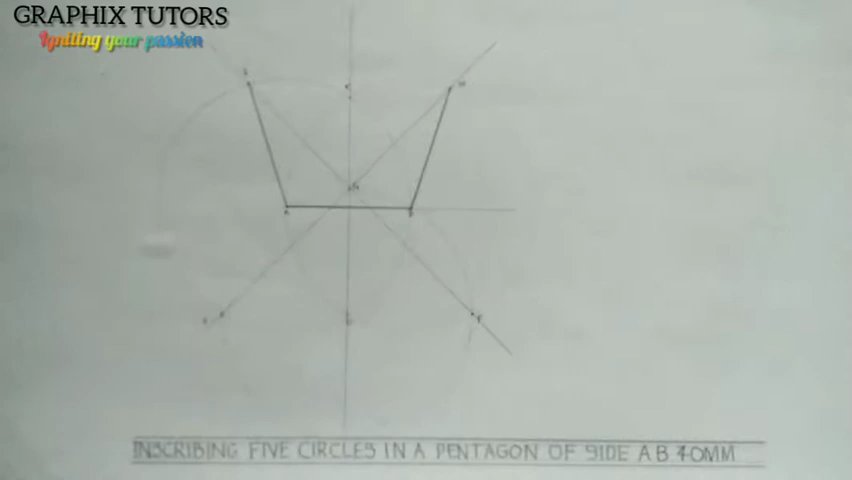 GRAPHIX TUTORS
Igniting your passion
A
INSCRIBING FIVE CIRCLES IN A PENTAGON OF SIDE AB 40MM